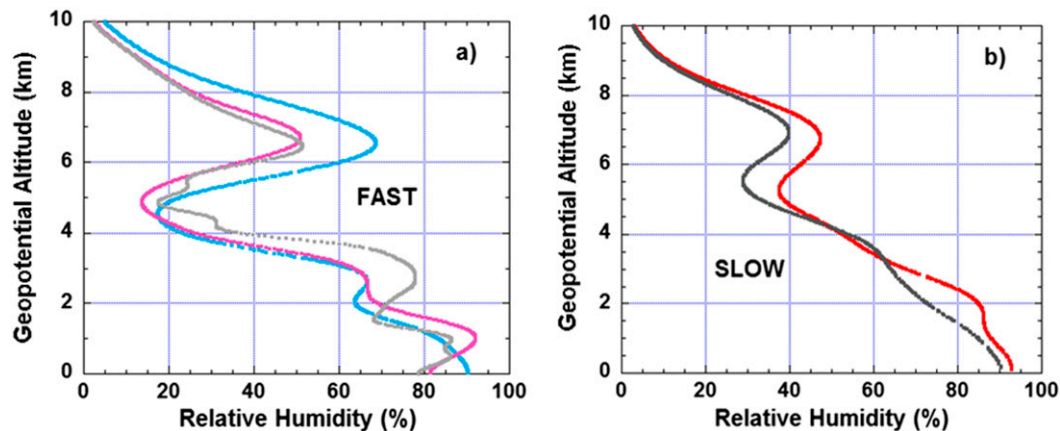 a)
Geopotential Altitude (km)
10
8
6
4
2
0
FAST
0 20 40 60 80 100
Relative Humidity (%)
b)
Geopotential Altitude (km)
10
8
6
4
2
0
SLOW
0 20 40 60 80 100
Relative Humidity (%)